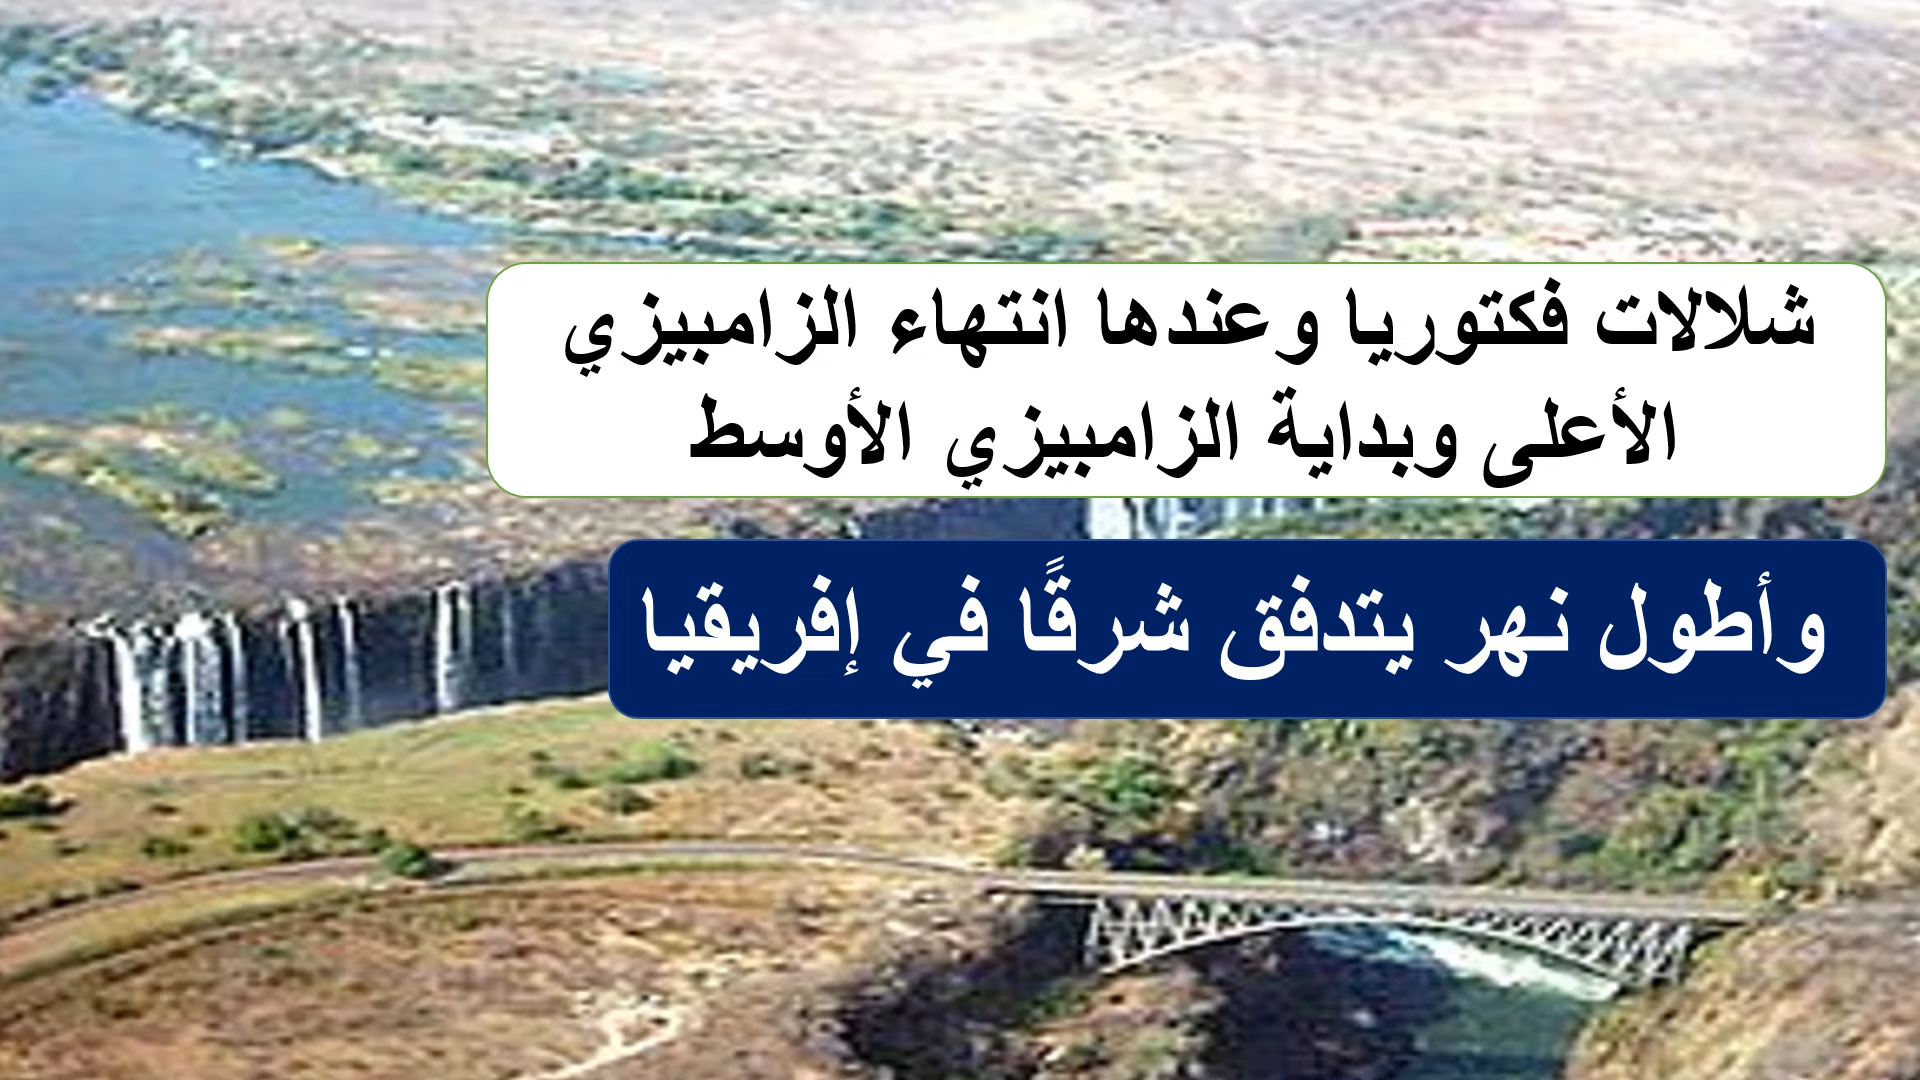 شلالات فكتوريا وعندها انتهاء الزامبيزي
الأعلى وبداية الزامبيزي الأوسط
وأطول نهر يتدفق شرقًا في إفريقيا